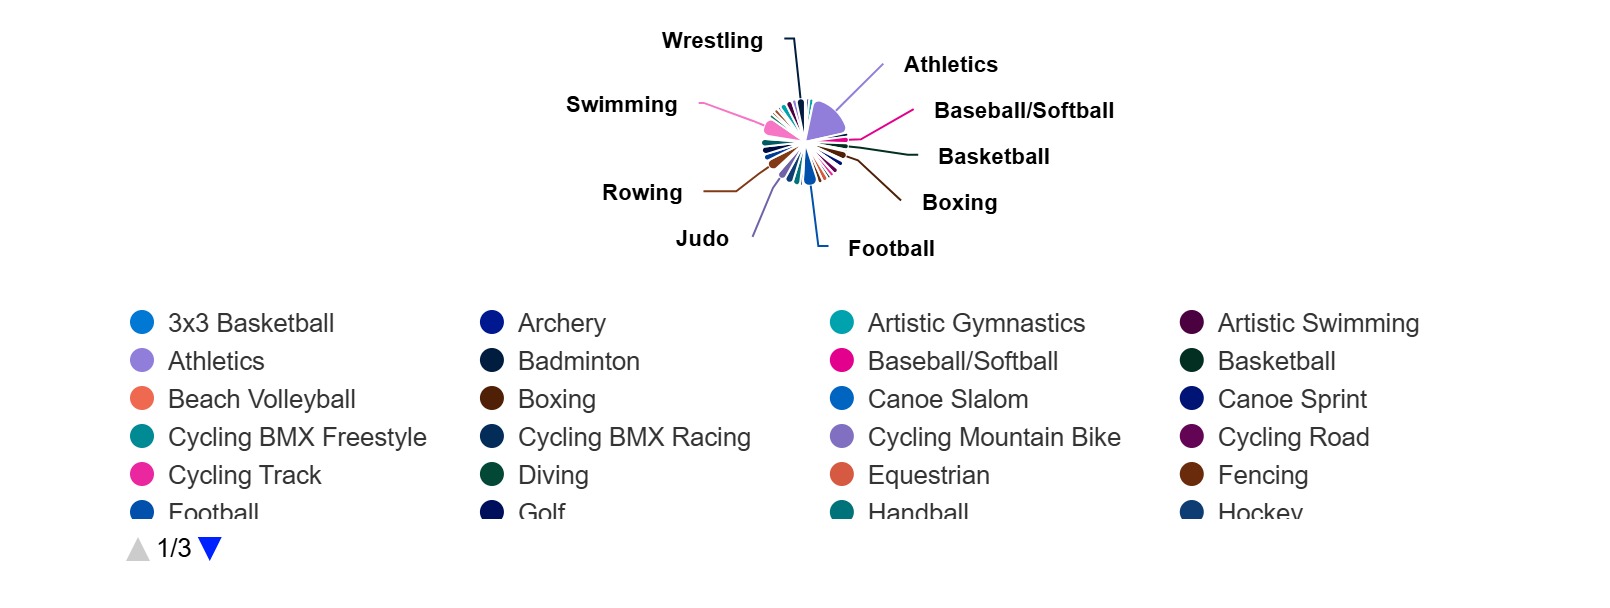 Wrestling
Athletics
Swimming
Baseball/Softball
Basketball
Rowing
Boxing
Judo
Football
3x3 Basketball
Archery
Artistic Gymnastics
Artistic Swimming
Athletics
Badminton
Baseball/Softball
Basketball
Beach Volleyball
Boxing
Canoe Slalom
Canoe Sprint
Cycling BMX Freestyle
Cycling BMX Racing
Cycling Mountain Bike
Cycling Road
Cycling Track
Diving
Equestrian
Fencing
Football
Golf
Handball
Hockey
1/3